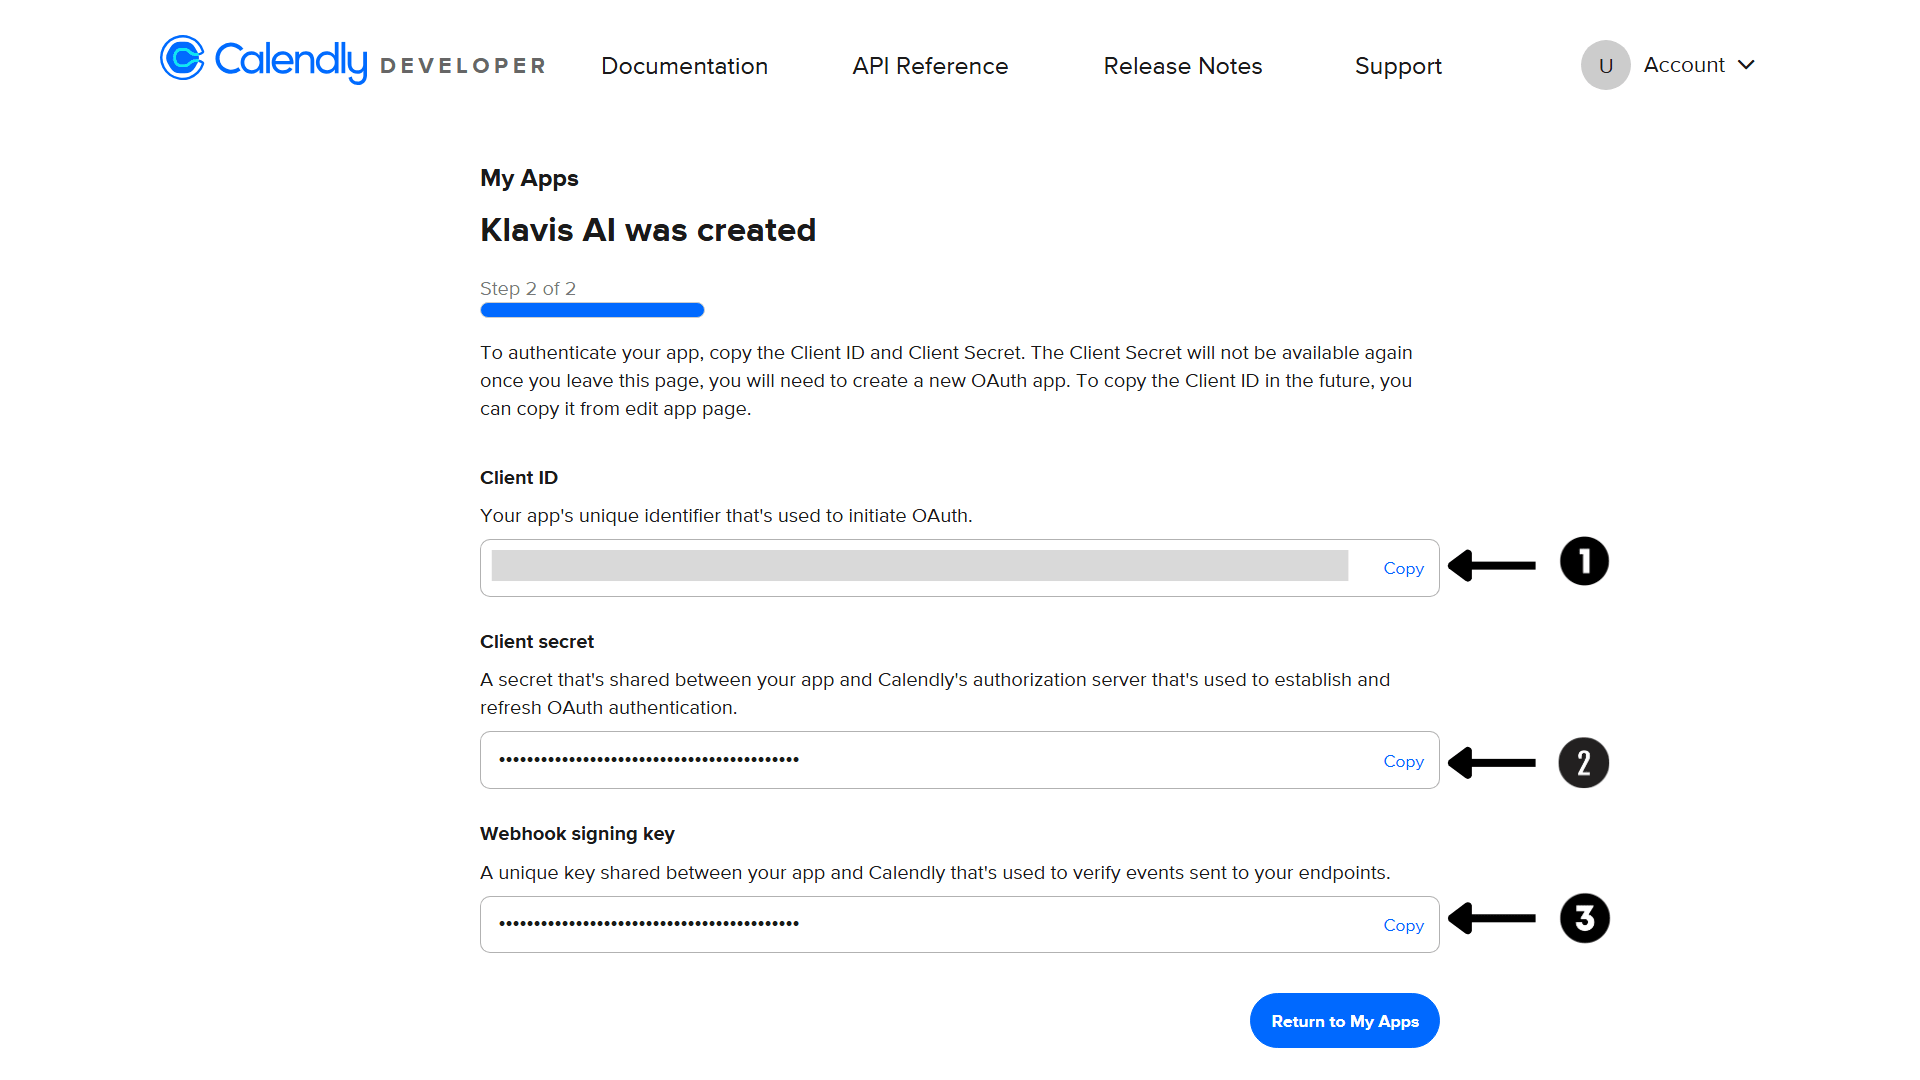 Calendly DEVELOPER Documentation API Reference Release Notes Support U Account
My Apps
Klavis AI was created
Step 2 of 2
To authenticate your app, copy the Client ID and Client Secret. The Client Secret will not be available again
once you leave this page, you will need to create a new OAuth app. To copy the Client ID in the future, you
can copy it from edit app page.
Client ID
Your app's unique identifier that's used to initiate OAuth.
Copy 1
Client secret
A secret that's shared between your app and Calendly's authorization server that's used to establish and
refresh OAuth authentication.
Copy 2
Webhook signing key
A unique key shared between your app and Calendly that's used to verify events sent to your endpoints.
Copy 3
Return to My Apps